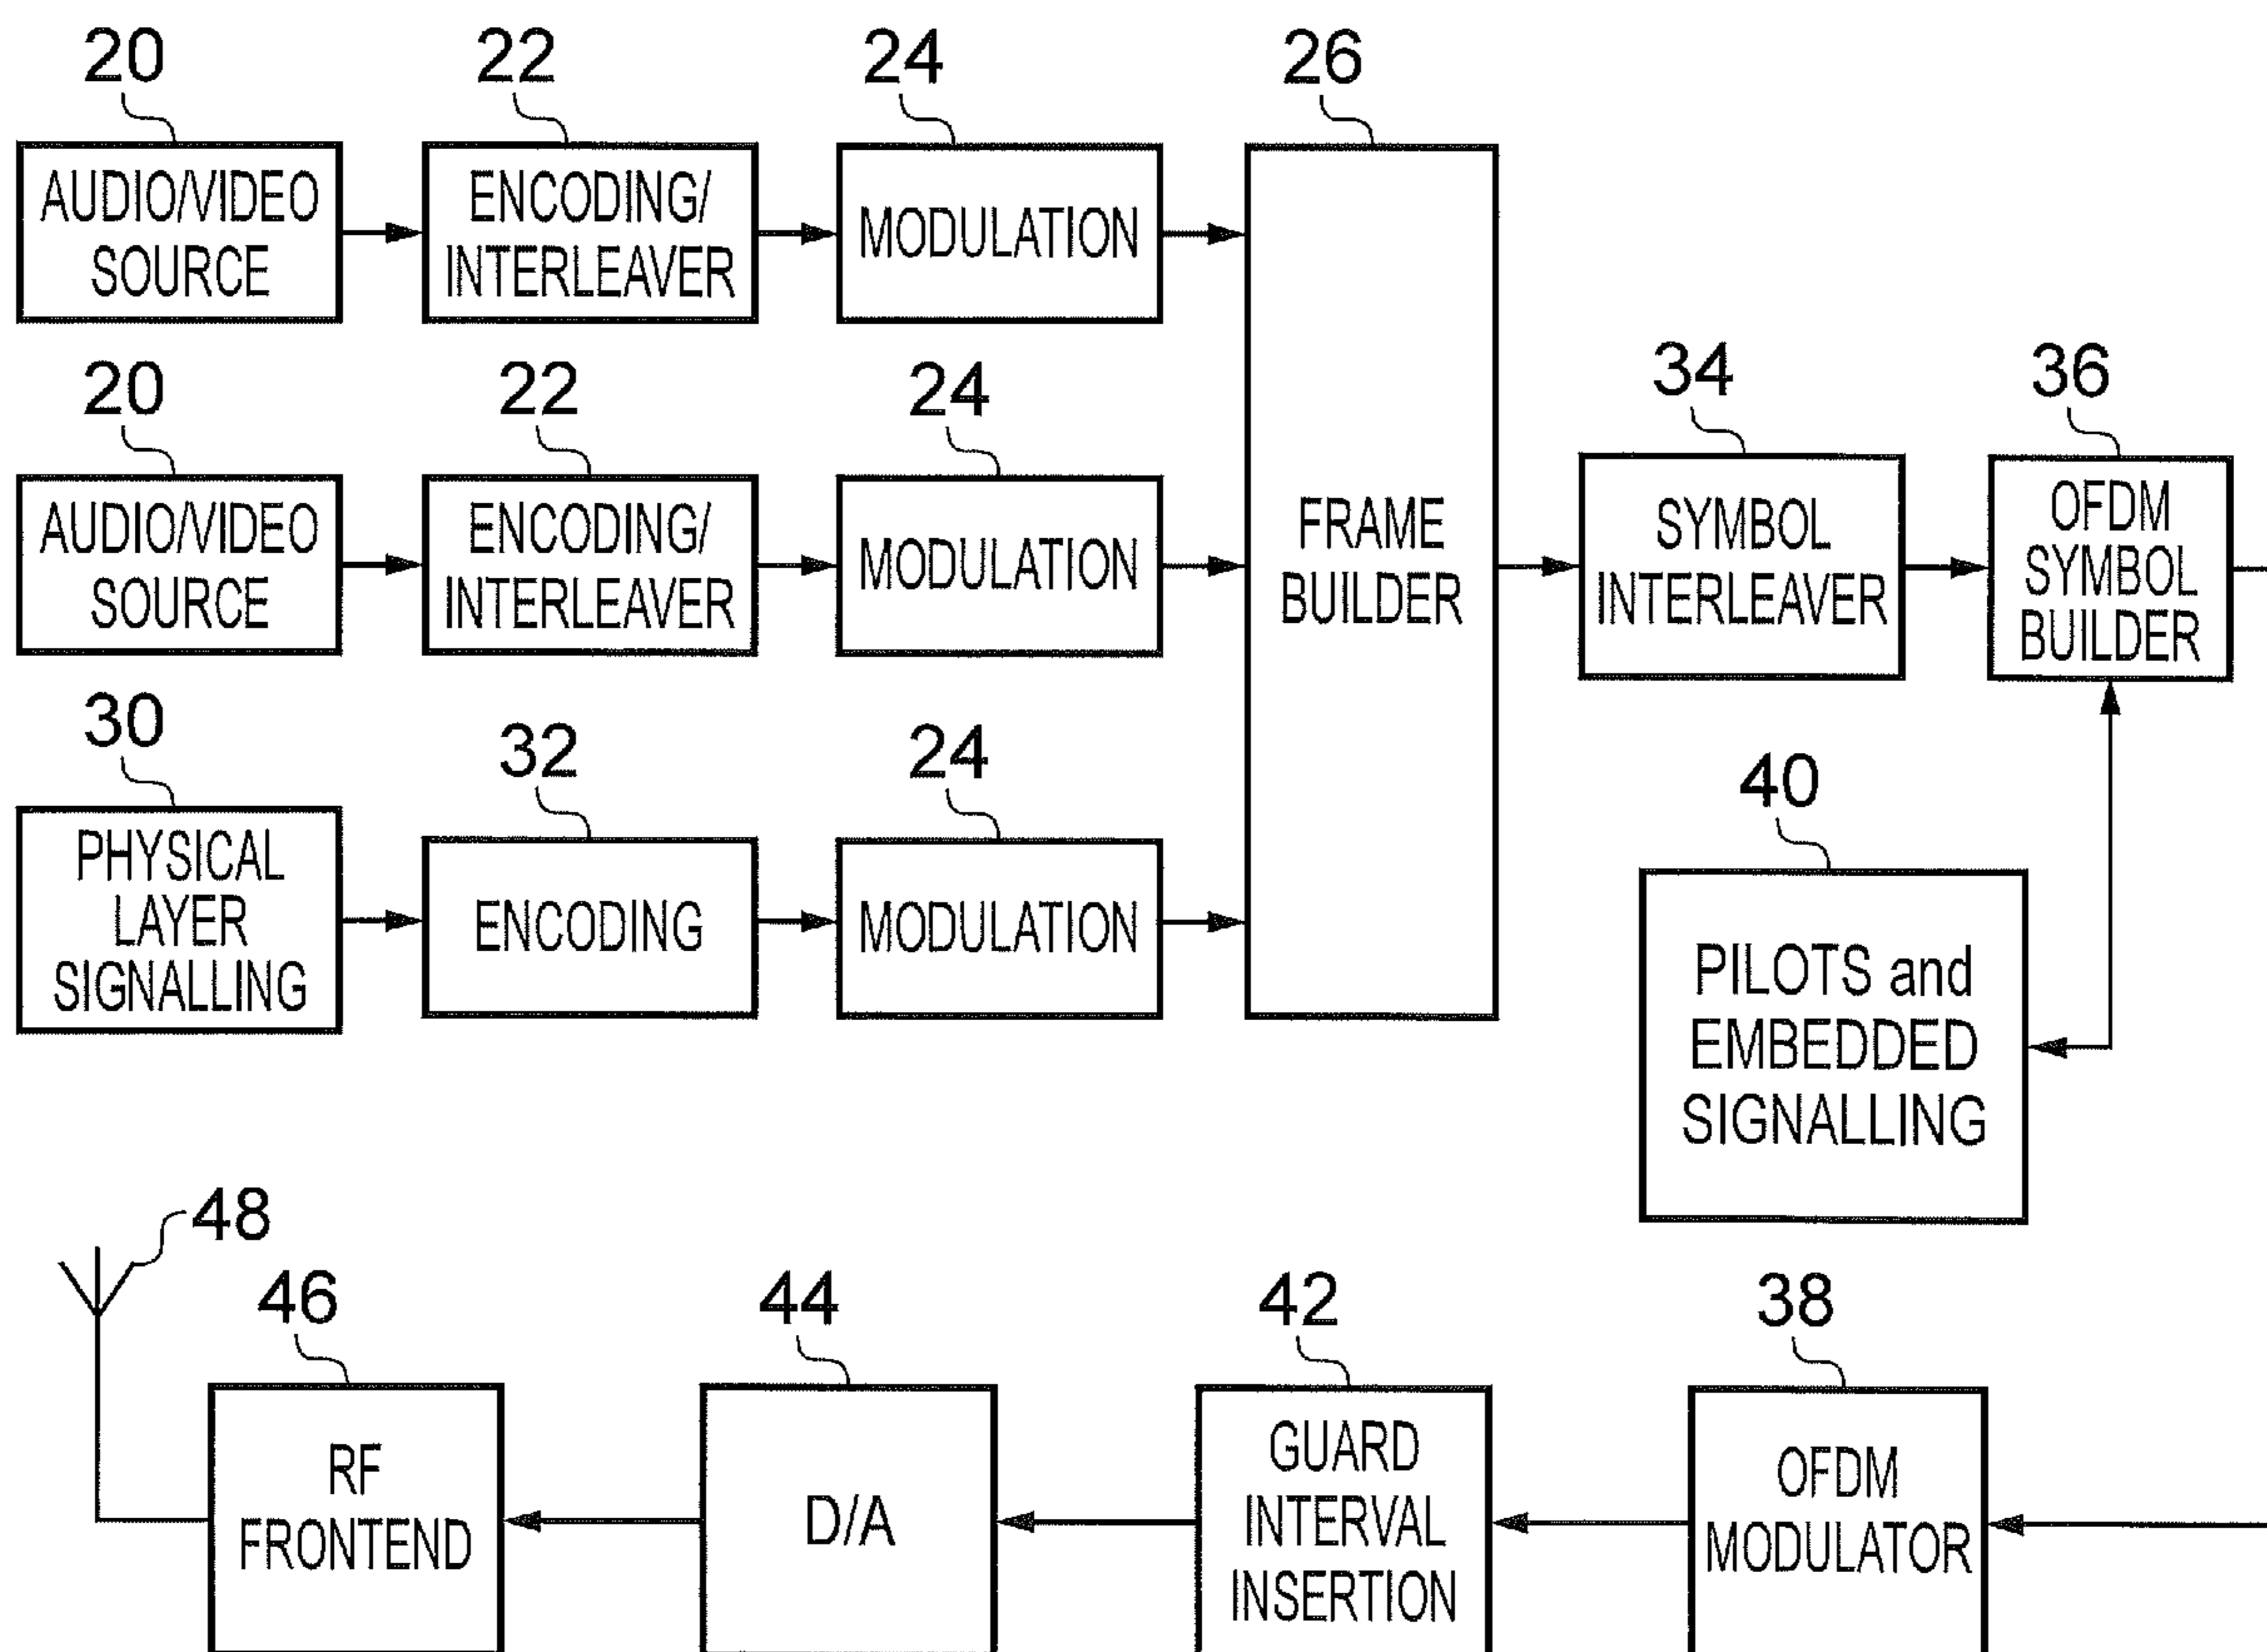 20
22
24
26
AUDIO/VIDEO
SOURCE
ENCODING/
INTERLEAVER
MODULATION
20
22
24
34
36
AUDIO/VIDEO
SOURCE
ENCODING/
INTERLEAVER
MODULATION
FRAME
BUILDER
SYMBOL
INTERLEAVER
OFDM
SYMBOL
BUILDER
30
32
24
40
PHYSICAL
LAYER
SIGNALLING
ENCODING
MODULATION
PILOTS and
EMBEDDED
SIGNALLING
48
46
44
42
38
RF
FRONTEND
D/A
GUARD
INTERVAL
INSERTION
OFDM
MODULATOR